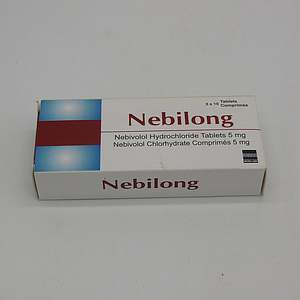 3 x 10 Tablets
Comprimés
Nebilong
Nebivolol Hydrochloride Tablets 5 mg
Nebivolol Chlorhydrate Comprimés 5 mg
Nebilong